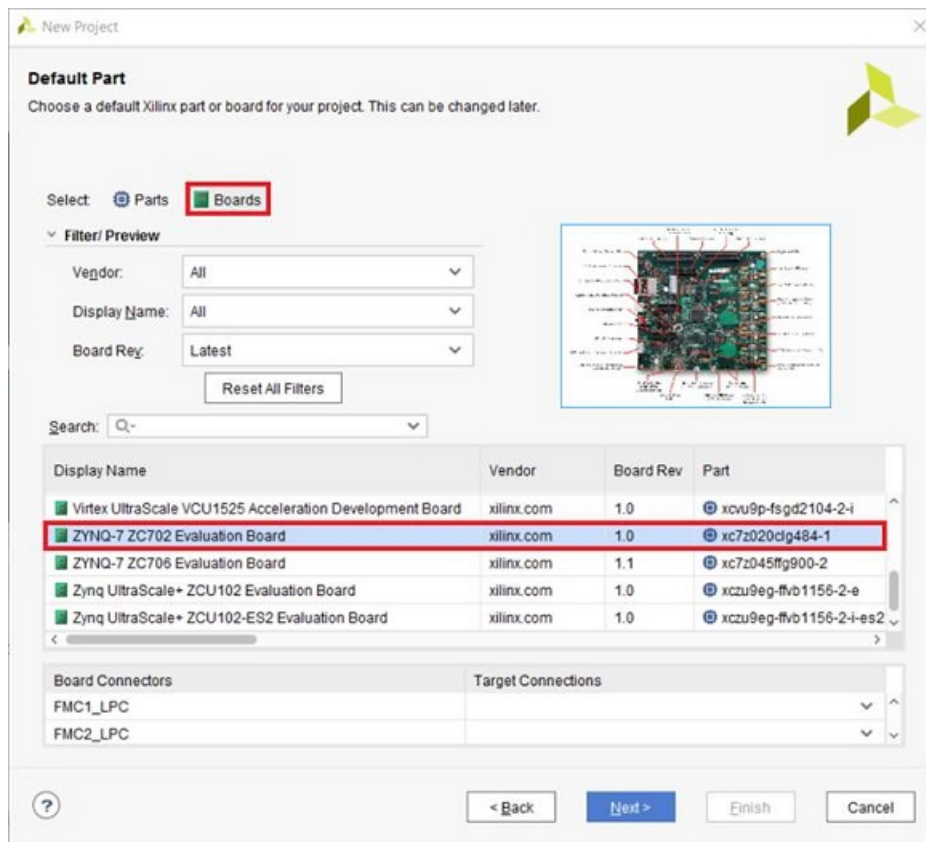 New Project
Default Part
Choose a default Xilinx part or board for your project. This can be changed later.
Select: Parts Boards
Filter/ Preview
Vendor: All
Display Name: All
Board Rev: Latest
Reset All Filters
Search: Q-
Display Name Vendor Board Rev Part
Virtex UltraScale VCU1525 Acceleration Development Board xilinx.com 1.0 xcvu9p-fsgd2104-2-i
ZYNQ-7 ZC702 Evaluation Board xilinx.com 1.0 xc7z020clg484-1
ZYNQ-7 ZC706 Evaluation Board xilinx.com 1.1 xc7z045ffg900-2
Zynq UltraScale+ ZCU102 Evaluation Board xilinx.com 1.0 xczu9eg-ffvb1156-2-e
Zynq UltraScale+ ZCU102-ES2 Evaluation Board xilinx.com 1.0 xczu9eg-ffvb1156-2-i-es2
Board Connectors Target Connections
FMC1_LPC
FMC2_LPC
? < Back Next > Finish Cancel